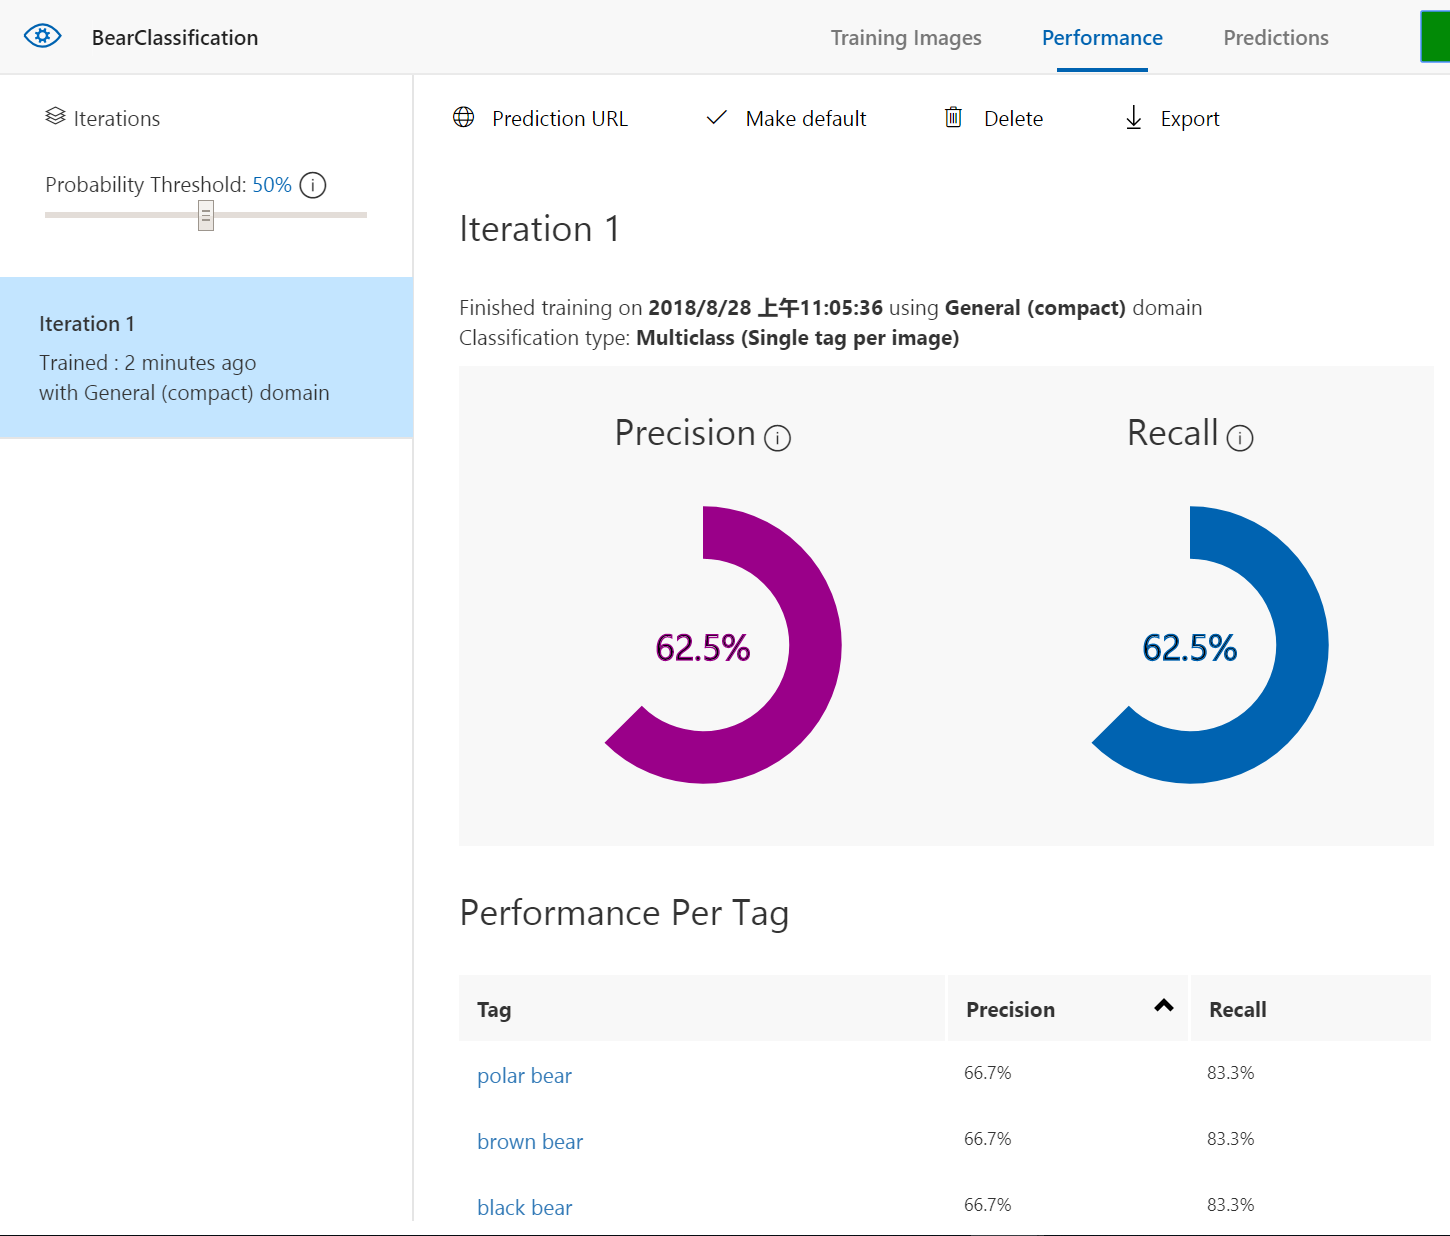 BearClassification
Training Images
Performance
Predictions
Iterations
Probability Threshold: 50%
Iteration 1
Trained : 2 minutes ago
with General (compact) domain
Prediction URL
Make default
Delete
Export
Iteration 1
Finished training on 2018/8/28 上午11:05:36 using General (compact) domain
Classification type: Multiclass (Single tag per image)
Precision
Recall
62.5%
62.5%
Performance Per Tag
Tag Precision Recall
polar bear 66.7% 83.3%
brown bear 66.7% 83.3%
black bear 66.7% 83.3%